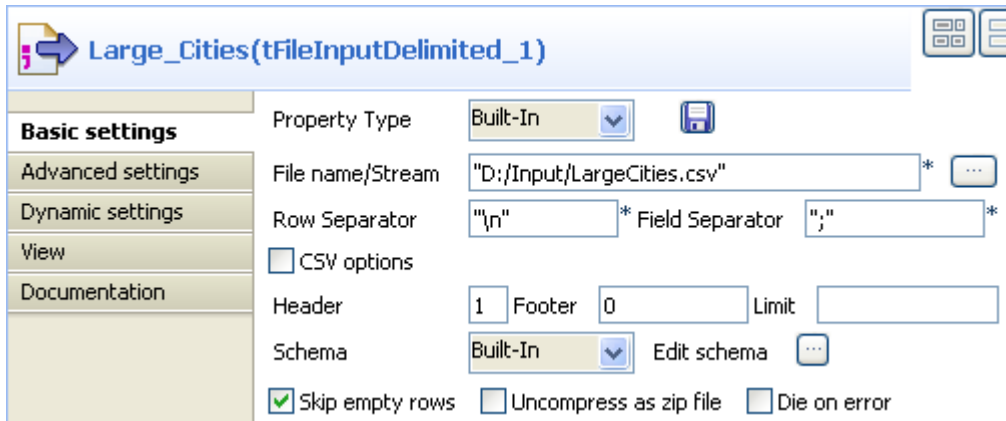 Large_Cities(tFileInputDelimited_1)
Basic settings
Advanced settings
Dynamic settings
View
Documentation
Property Type Built-In
File name/Stream "D:/Input/LargeCities.csv" * ...
Row Separator "\n" * Field Separator ";" *
CSV options
Header 1 Footer 0 Limit
Schema Built-In Edit schema ...
Skip empty rows Uncompress as zip file Die on error